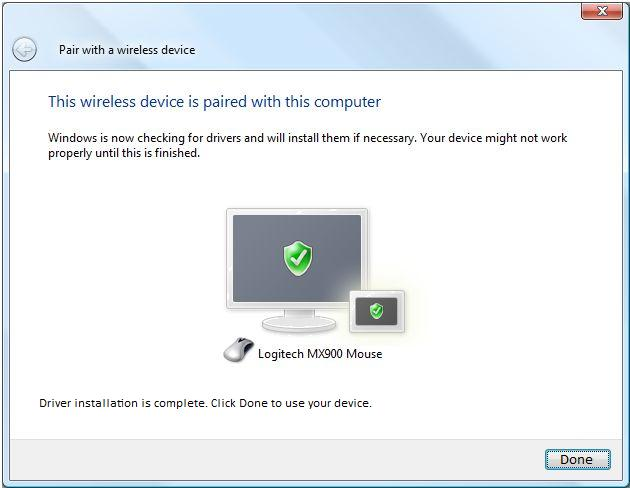 Pair with a wireless device
This wireless device is paired with this computer
Windows is now checking for drivers and will install them if necessary. Your device might not work
properly until this is finished.
Logitech MX900 Mouse
Driver installation is complete. Click Done to use your device.
Done